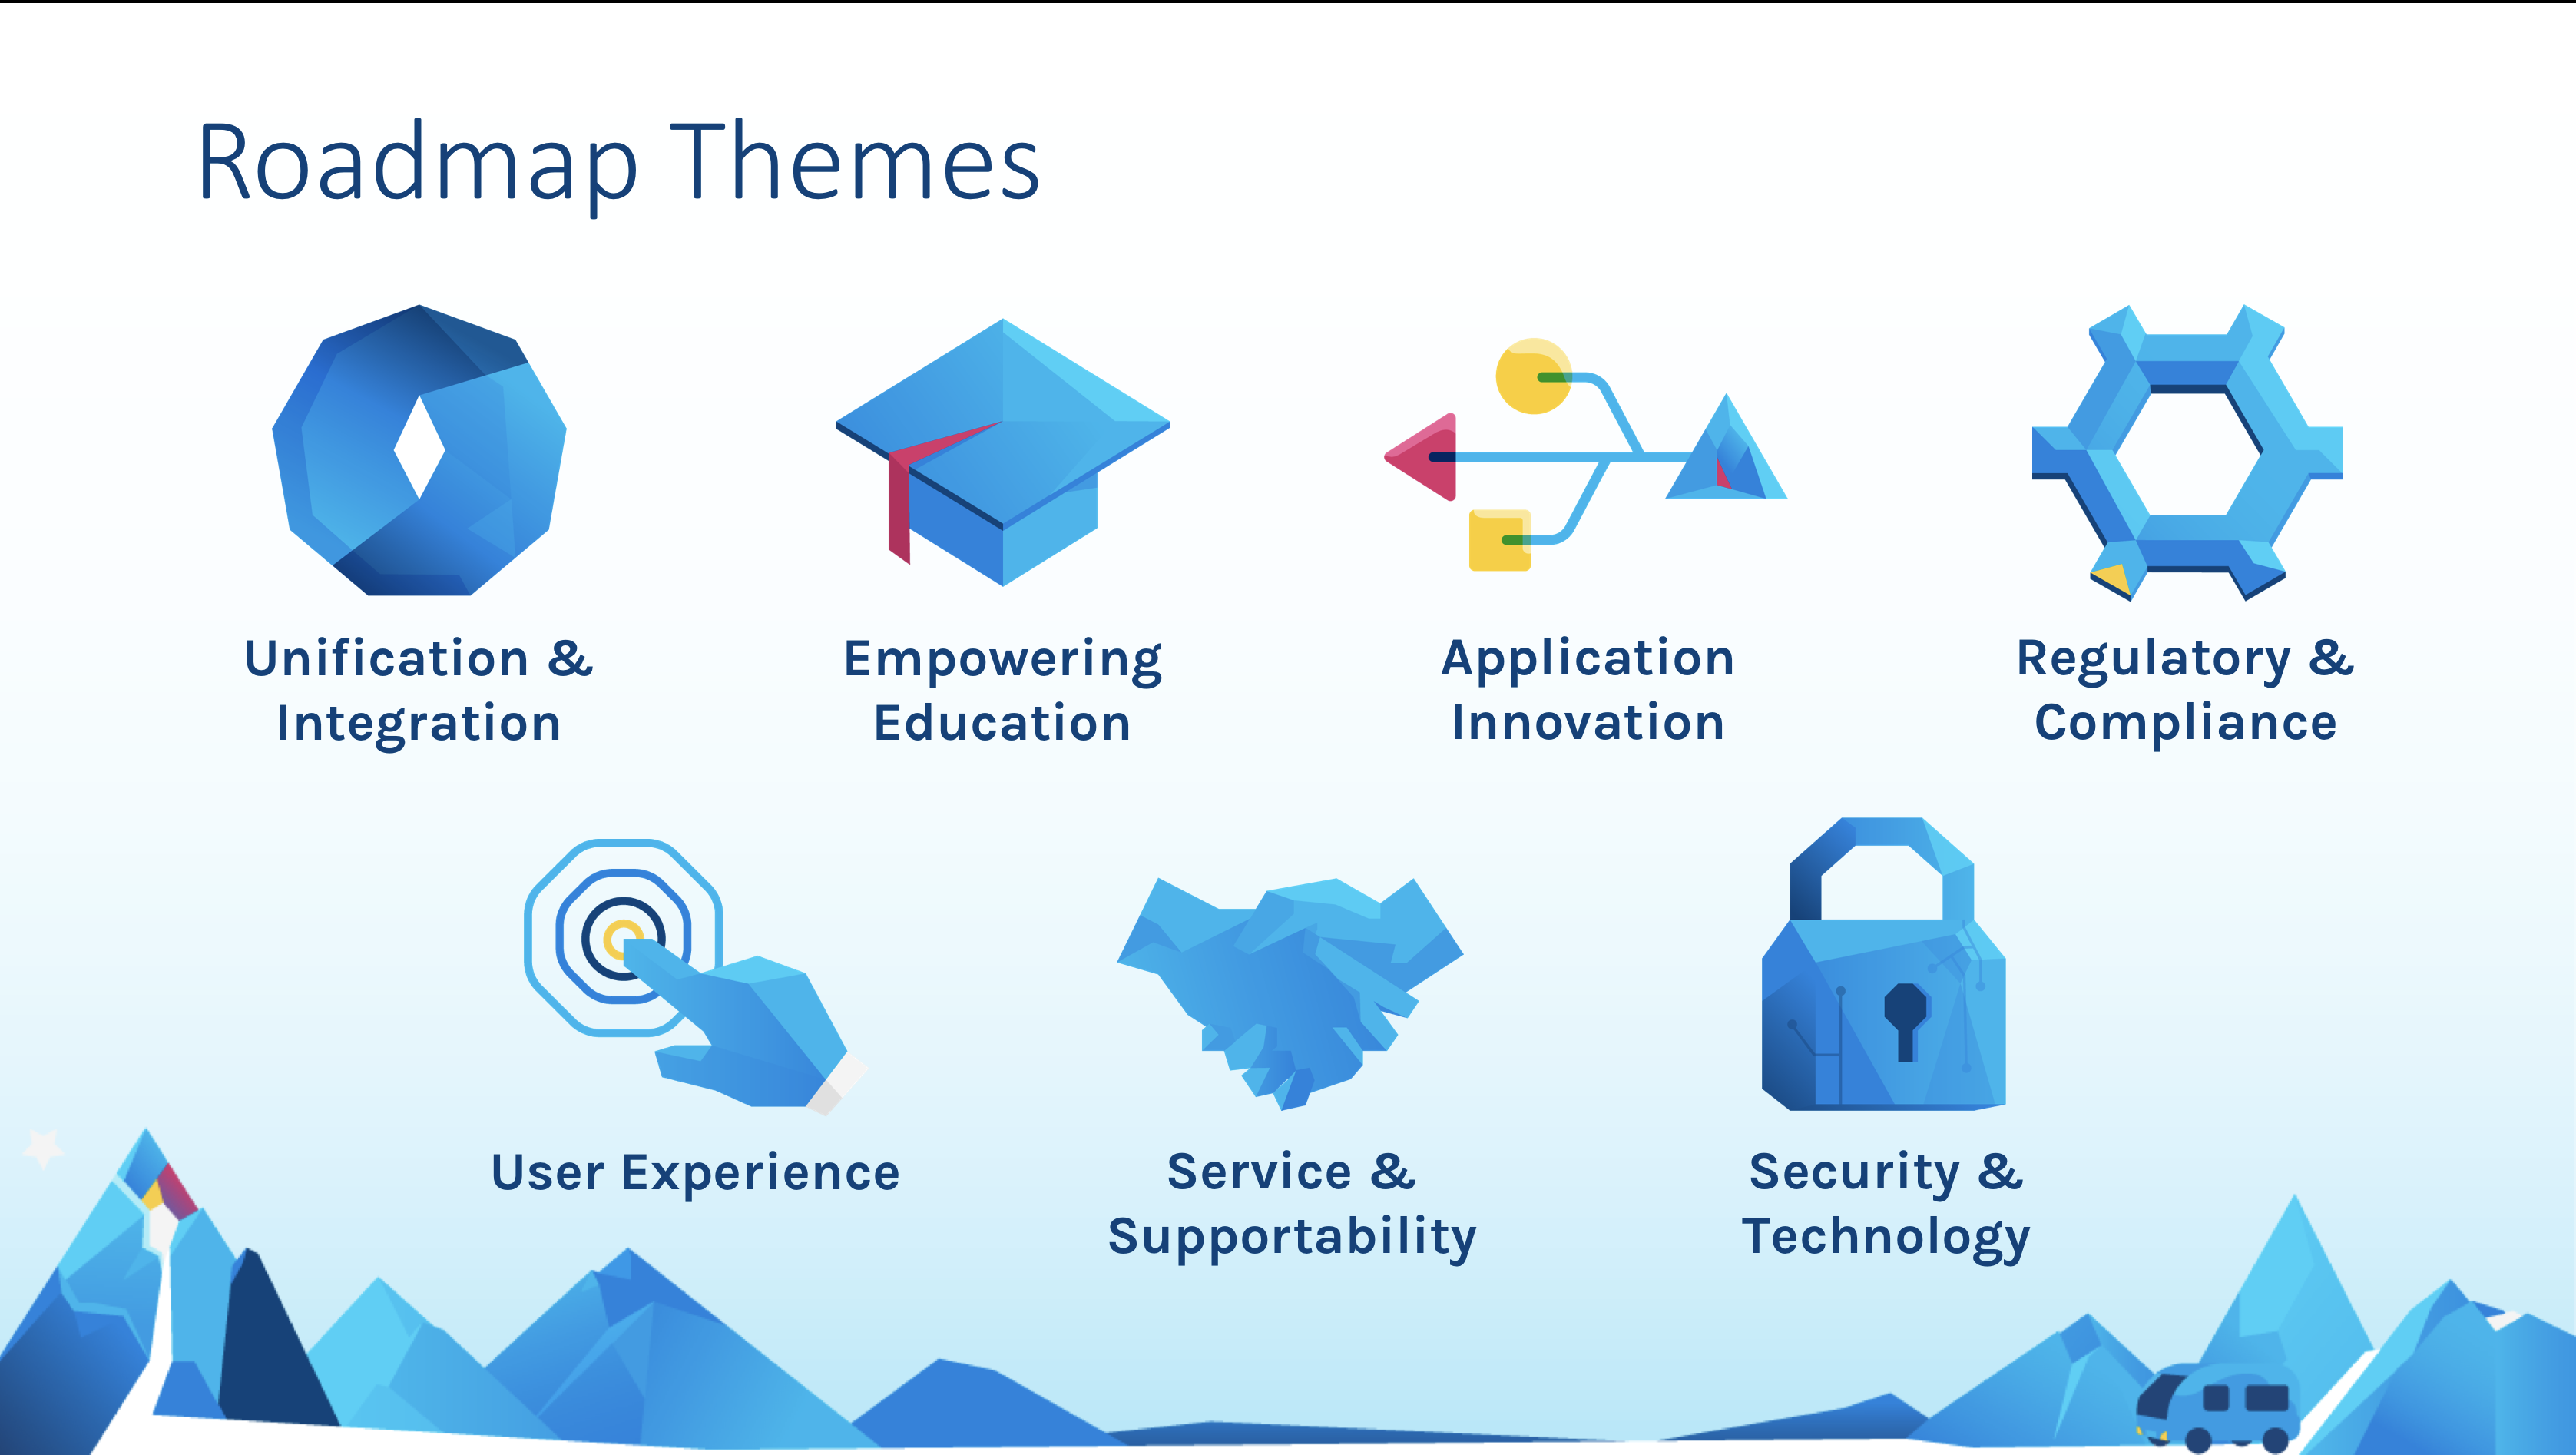 Roadmap Themes
Unification &
Integration
Empowering
Education
Application
Innovation
Regulatory &
Compliance
User Experience
Service &
Supportability
Security &
Technology